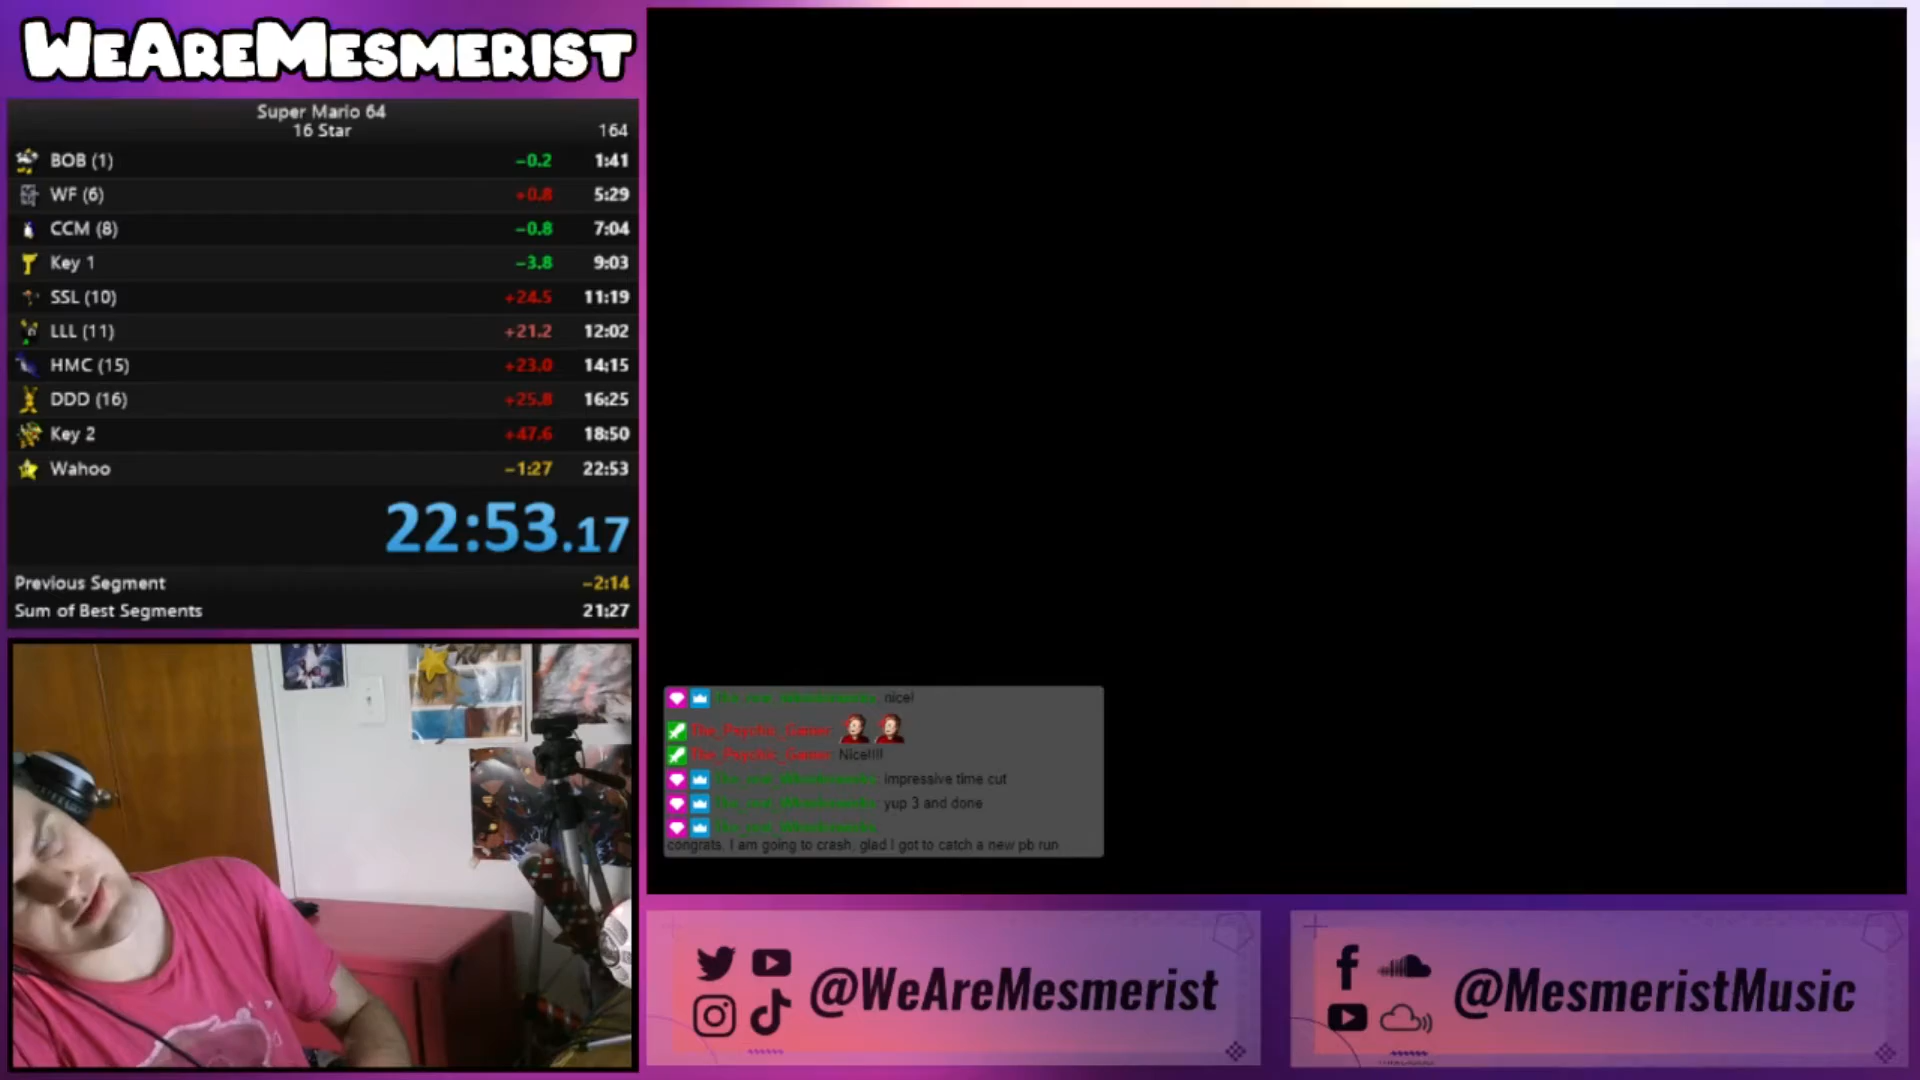 WEAREMESMERIST
Super Mario 64
16 Star 164
BOB (1) -0.2 1:41
WF (6) +0.8 5:29
CCM (8) -0.8 7:04
Key 1 -3.8 9:03
SSL (10) +24.5 11:19
LLL (11) +21.2 12:02
HMC (15) +23.0 14:15
DDD (16) +25.8 16:25
Key 2 +47.6 18:50
Wahoo -1:27 22:53
22:53.17
Previous Segment -2:14
Sum of Best Segments 21:27
nice!
The_Psychic_Gamer:
The_Psychic_Gamer: Nice!!!!
impressive time cut
yup 3 and done
congrats, I am going to crash, glad I got to catch a new pb run
@WeAreMesmerist
@MesmeristMusic